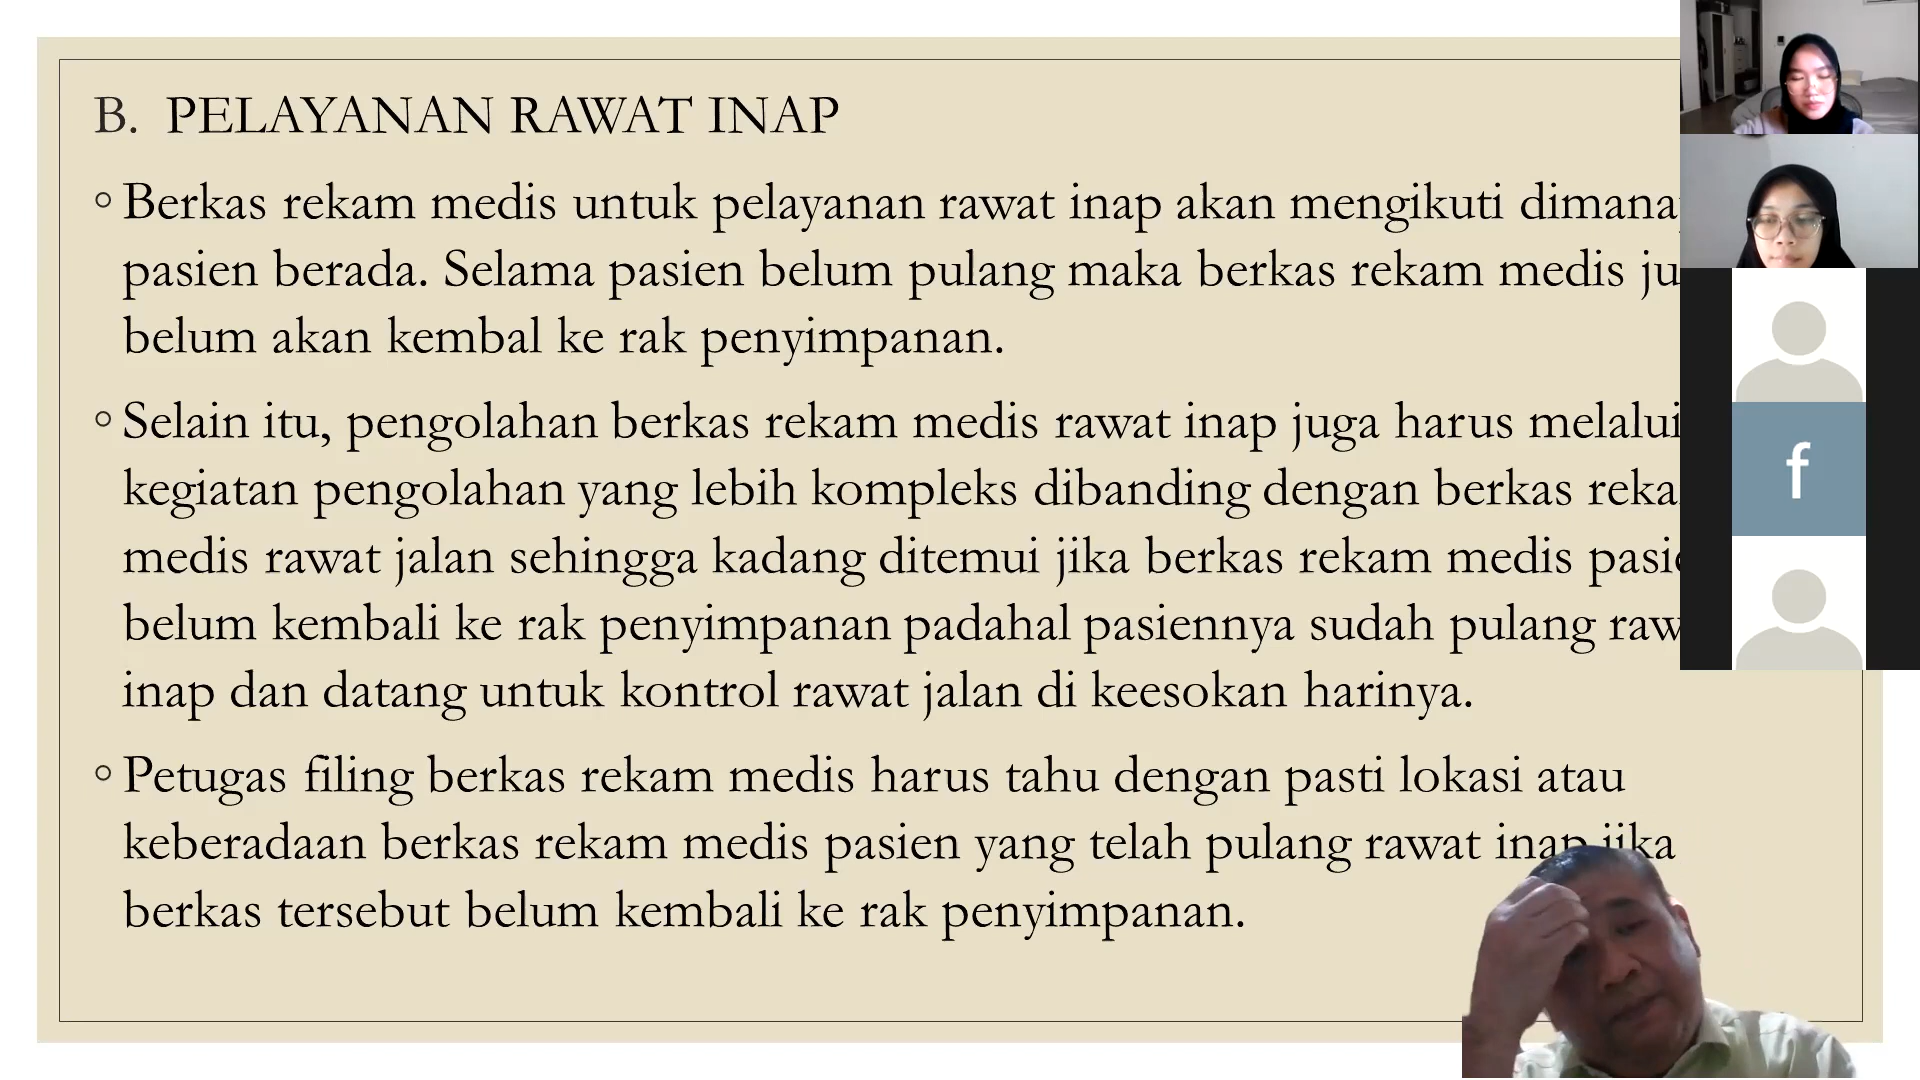 B. PELAYANAN RAWAT INAP
Berkas rekam medis untuk pelayanan rawat inap akan mengikuti
pasien berada. Selama pasien belum pulang maka berkas rekam medis
belum akan kembal ke rak penyimpanan.
Selain itu, pengolahan berkas rekam medis rawat inap juga harus melalui
kegiatan pengolahan yang lebih kompleks dibanding dengan berkas
medis rawat jalan sehingga kadang ditemui jika berkas rekam medis
belum kembali ke rak penyimpanan padahal pasiennya sudah pulang
inap dan datang untuk kontrol rawat jalan di keesokan harinya.
Petugas filing berkas rekam medis harus tahu dengan pasti lokasi atau
keberadaan berkas rekam medis pasien yang telah pulang rawat inap jika
berkas tersebut belum kembali ke rak penyimpanan.
f